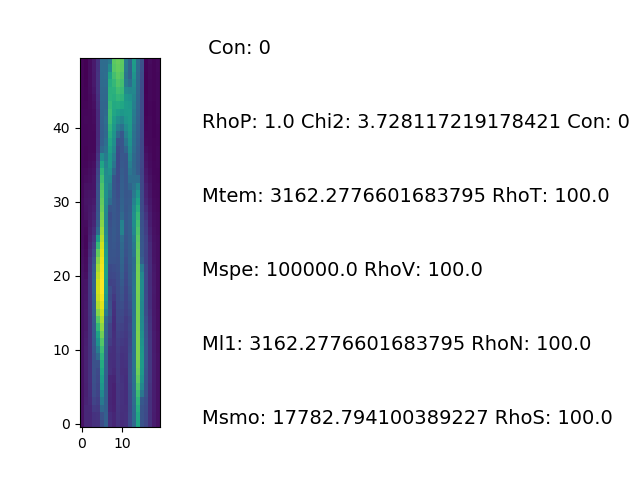 Con: 0
RhoP: 1.0 Chi2: 3.728117219178421 Con: 0
Mtem: 3162.2776601683795 RhoT: 100.0
Mspe: 100000.0 RhoV: 100.0
Ml1: 3162.2776601683795 RhoN: 100.0
Msmo: 17782.794100389227 RhoS: 100.0
40
30
20
10
0
0 10